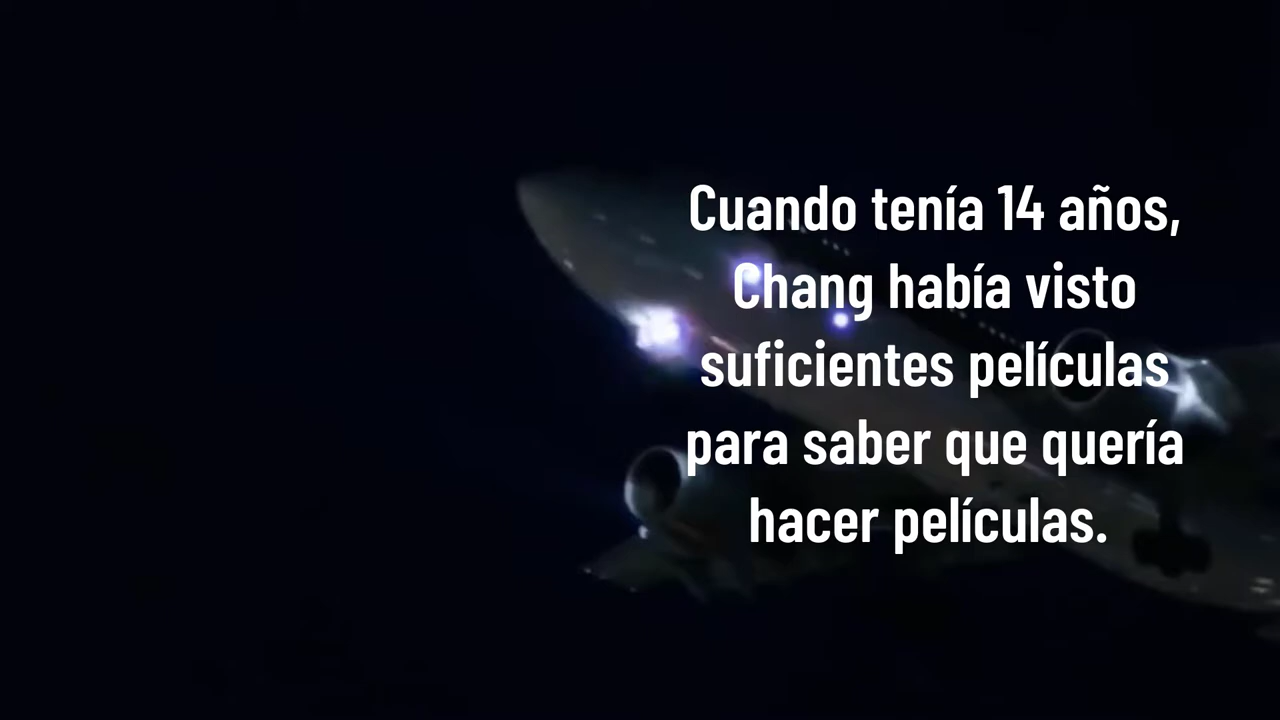 Cuando tenía 14 años,
Chang había visto
suficientes películas
para saber que quería
hacer películas.